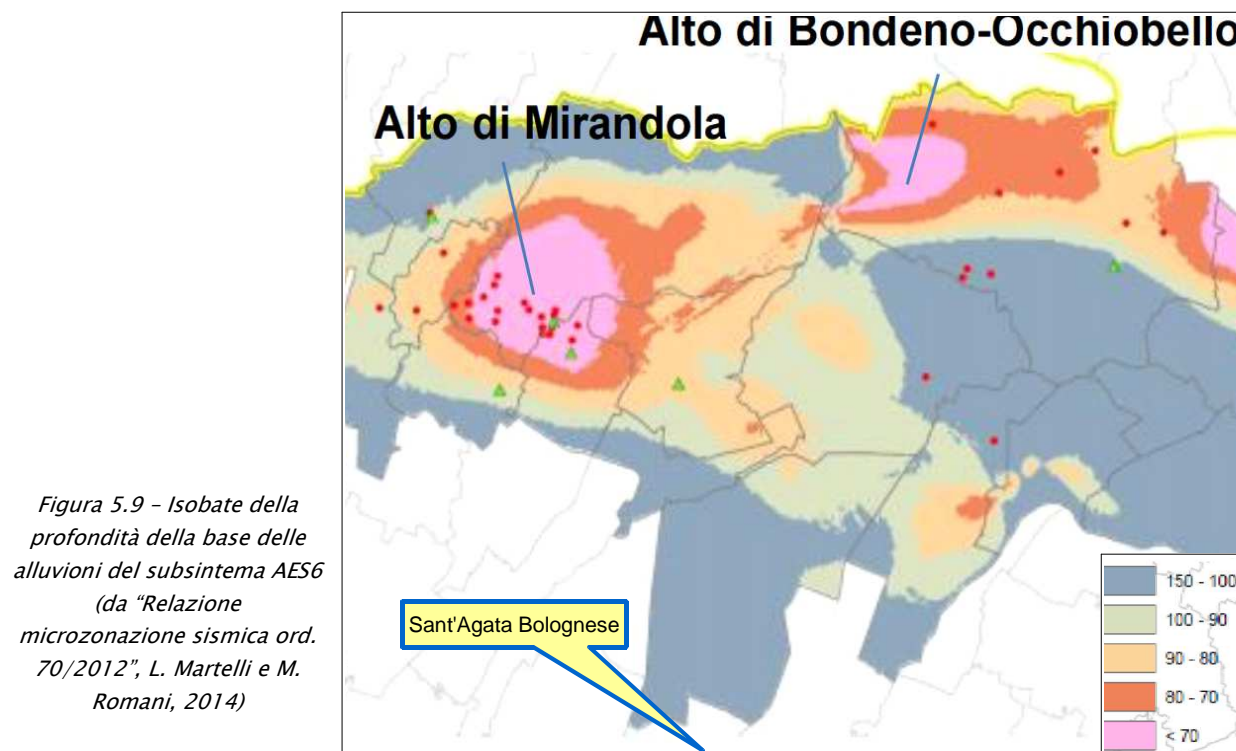 Alto di Bondeno-Occhiobello
Alto di Mirandola
Figura 5.9 – Isobate della
profondità della base delle
alluvioni del subsintema AES6
(da "Relazione
microzonazione sismica ord.
70/2012", L. Martelli e M.
Romani, 2014)
Sant'Agata Bolognese
150 - 100
100 - 90
90 - 80
80 - 70
< 70